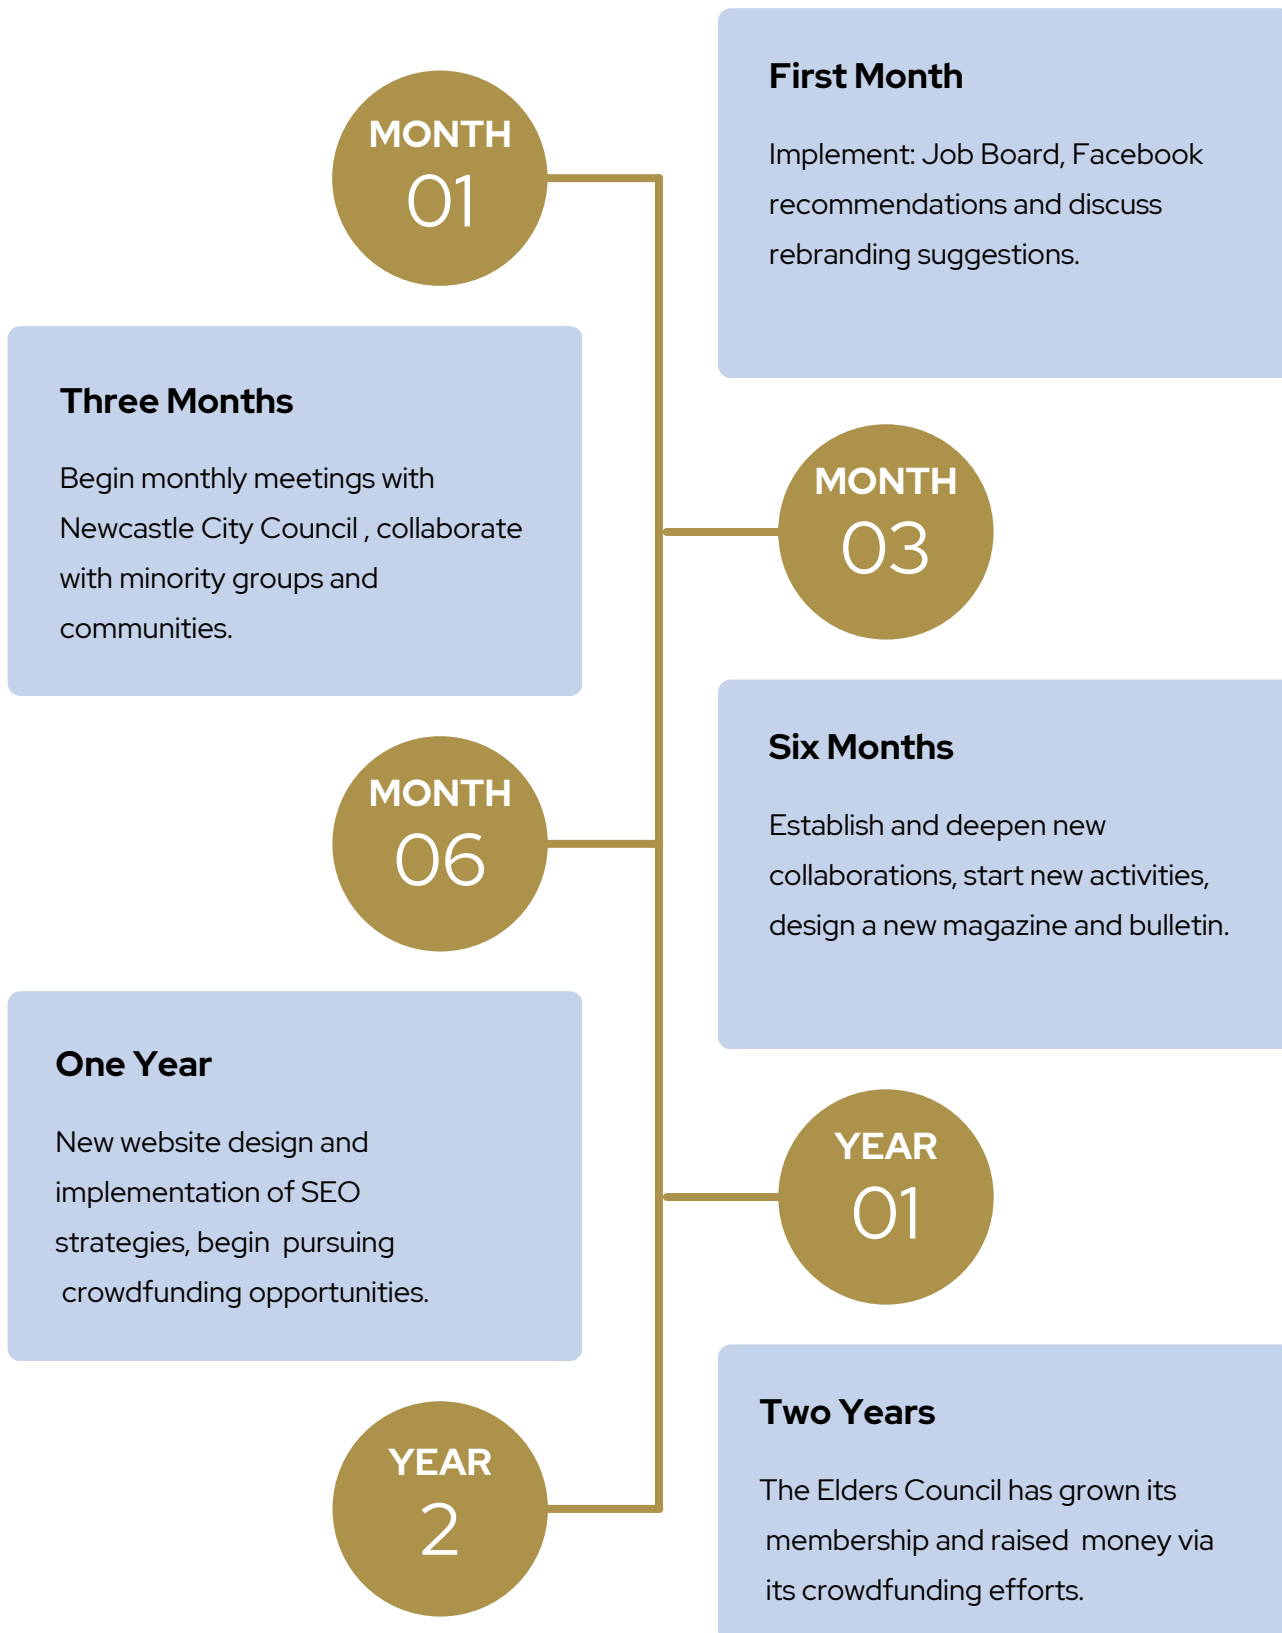 MONTH
01
First Month
Implement: Job Board, Facebook
recommendations and discuss
rebranding suggestions.
Three Months
Begin monthly meetings with
Newcastle City Council , collaborate
with minority groups and
communities.
MONTH
03
MONTH
06
Six Months
Establish and deepen new
collaborations, start new activities,
design a new magazine and bulletin.
One Year
New website design and
implementation of SEO
strategies, begin  pursuing
crowdfunding opportunities.
YEAR
01
YEAR
2
Two Years
The Elders Council has grown its
membership and raised  money via
its crowdfunding efforts.